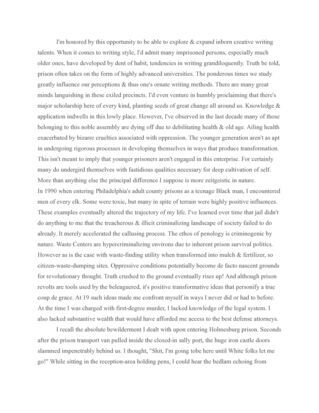 I'm honored by this opportunity to be able to explore & expand inborn creative writing
talents. When it comes to writing style, I'd admit many imprisoned persons, especially much
older ones, have developed by dent of habit, tendencies in writing grandiloquently. Truth be told,
prison often takes on the form of highly advanced universities. The ponderous times we study
greatly influence our perceptions & thus one's ornate writing methods. There are many great
minds languishing in these exiled precincts. I'd even venture in humbly proclaiming that there's
major scholarship here of every kind, planting seeds of great change all around us. Knowledge &
application indwells in this lowly place. However, I've observed in the last decade many of those
belonging to this noble assembly are dying off due to debilitating health & old age. Ailing health
exacerbated by bizarre cruelties associated with oppression. The younger generation aren't as apt
in undergoing rigorous processes in developing themselves in ways that produce transformation.
This isn't meant to imply that younger prisoners aren't engaged in this enterprise. For certainly
many do undergird themselves with fastidious qualities necessary for deep cultivation of self.
More than anything else the principal difference I suppose is more zeitgeistic in nature.
In 1990 when entering Philadelphia's adult county prisons as a teenage Black man, I encountered
men of every elk. Some were toxic, but many in spite of terrain were highly positive influences.
These examples eventually altered the trajectory of my life. I've learned over time that jail didn't
do anything to me that the treacherous & illicit criminalizing landscape of society failed to do
already. It merely accelerated the callusing process. The ethos of penology is criminogenic by
nature. Waste Centers are hypercriminalizing environs due to inherent prison survival politics.
However as is the case with waste-finding utility when transformed into mulch & fertilizer, so
citizen-waste-dumping sites. Oppressive conditions potentially become de facto nascent grounds
for revolutionary thought. Truth crushed to the ground eventually rises up! And although prison
revolts are tools used by the beleaguered, it's positive transformative ideas that personify a true
coup de grace. At 19 such ideas made me confront myself in ways I never did or had to before.
At the time I was charged with first-degree murder, I lacked knowledge of the legal system. I
also lacked substantive wealth that would have afforded me access to the best defense attorneys.
I recall the absolute bewilderment I dealt with upon entering Holmesburg prison. Seconds
after the prison transport van pulled inside the closed-in sally port, the huge iron castle doors
slammed impenetrably behind us. I thought, "Shit, I'm gong tobe here until White folks let me
go!" While sitting in the reception-area holding pens, I could hear the bedlam echoing from